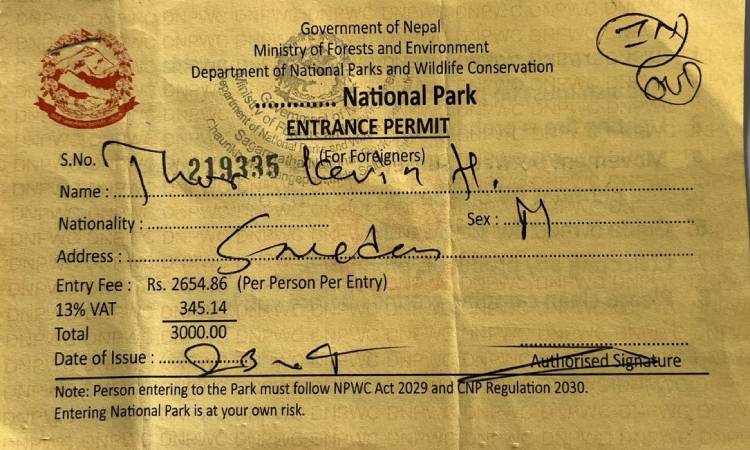 Government of Nepal
Ministry of Forests and Environment
Department of National Parks and Wildlife Conservation
IN
OUT
.............. National Park
ENTRANCE PERMIT
(For Foreigners)
S.No. 219335
Name : Kevin H.
Nationality :
Sex : M
Address : Sweden
Entry Fee : Rs. 2654.86 (Per Person Per Entry)
13% VAT 345.14
Total 3000.00
Date of Issue :
Authorised Signature
Note: Person entering to the Park must follow NPWC Act 2029 and CNP Regulation 2030.
Entering National Park is at your own risk.